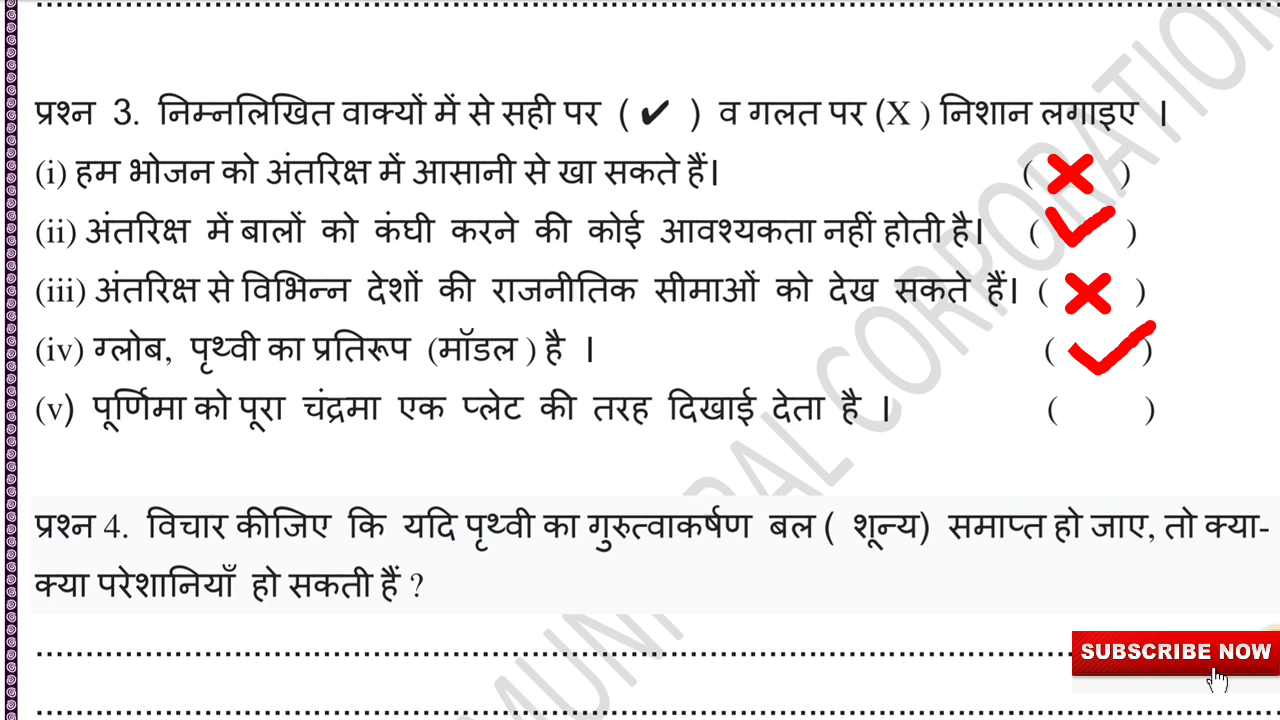 प्रश्न 3. निम्नलिखित वाक्यों में से सही पर ( ✔ ) व गलत पर (X ) निशान लगाइए ।
(i) हम भोजन को अंतरिक्ष में आसानी से खा सकते हैं। ( ❌ )
(ii) अंतरिक्ष में बालों को कंघी करने की कोई आवश्यकता नहीं होती है। ( ✔ )
(iii) अंतरिक्ष से विभिन्न देशों की राजनीतिक सीमाओं को देख सकते हैं। ( ❌ )
(iv) ग्लोब, पृथ्वी का प्रतिरूप (मॉडल ) है । ( ✔ )
(v) पूर्णिमा को पूरा चंद्रमा एक प्लेट की तरह दिखाई देता है । ( )
प्रश्न 4. विचार कीजिए कि यदि पृथ्वी का गुरुत्वाकर्षण बल ( शून्य) समाप्त हो जाए, तो क्या-
क्या परेशानियाँ हो सकती हैं ?
SUBSCRIBE NOW
CORPORATION